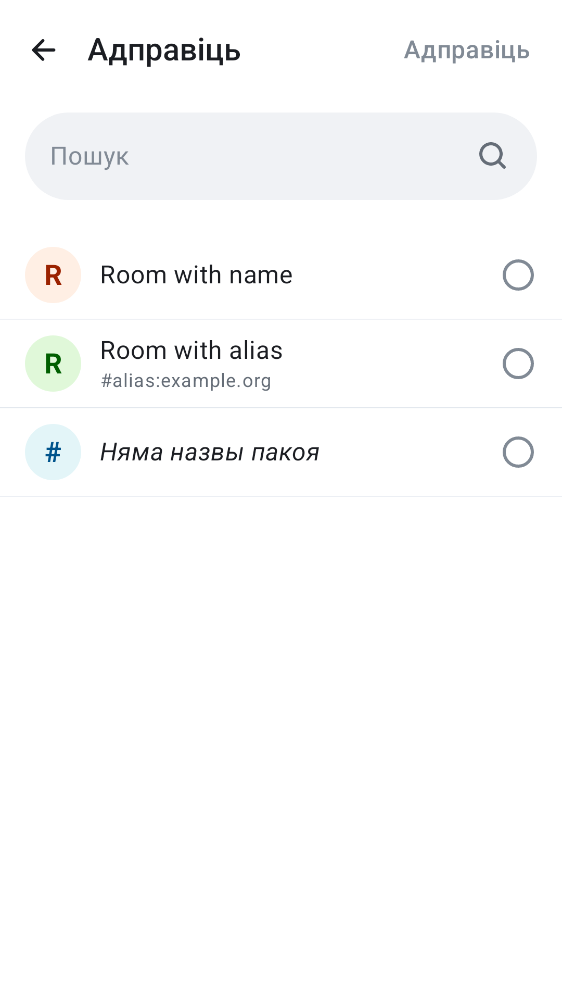 Адправіць
Адправіць
Пошук
R
Room with name
R
Room with alias
#alias:example.org
#
Няма назвы пакоя